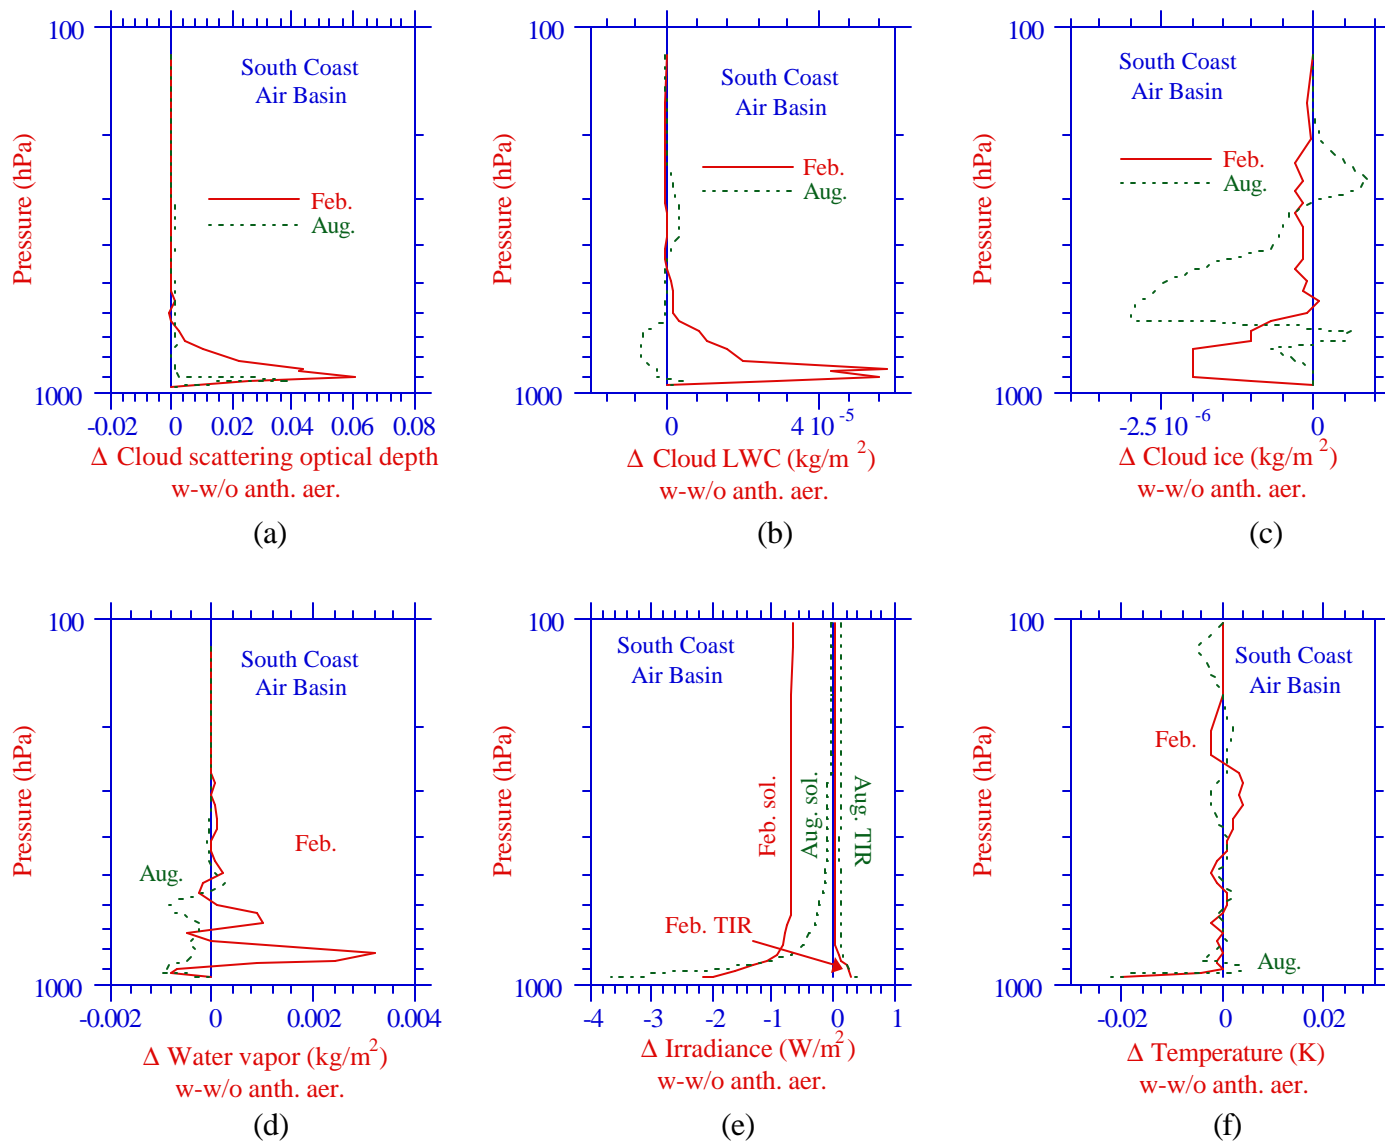 100
South Coast
Air Basin
Feb.
Aug.
Pressure (hPa)
1000
-0.02
0
0.02
0.04
0.06
0.08
Δ Cloud scattering optical depth
w-w/o anth. aer.
(a)
100
South Coast
Air Basin
Feb.
Aug.
Pressure (hPa)
1000
0
4 10 -5
Δ Cloud LWC (kg/m 2)
w-w/o anth. aer.
(b)
100
South Coast
Air Basin
Feb.
Aug.
Pressure (hPa)
1000
-2.5 10 -6
0
Δ Cloud ice (kg/m 2)
w-w/o anth. aer.
(c)
100
South Coast
Air Basin
Feb.
Aug.
Pressure (hPa)
1000
-0.002
0
0.002
0.004
Δ Water vapor (kg/m2)
w-w/o anth. aer.
(d)
100
South Coast
Air Basin
Feb. sol.
Aug. sol.
Aug. TIR
Feb. TIR
Pressure (hPa)
1000
-4
-3
-2
-1
0
1
Δ Irradiance (W/m2)
w-w/o anth. aer.
(e)
100
South Coast
Air Basin
Feb.
Aug.
Pressure (hPa)
1000
-0.02
0
0.02
Δ Temperature (K)
w-w/o anth. aer.
(f)